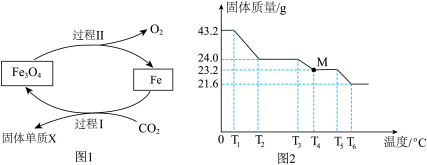 过程II
O₂
Fe₃O₄
Fe
固体单质X
过程I
CO₂
图1
固体质量/g
43.2
24.0
23.2
21.6
M
0 T₁ T₂ T₃ T₄ T₅ T₆ 温度/°C
图2